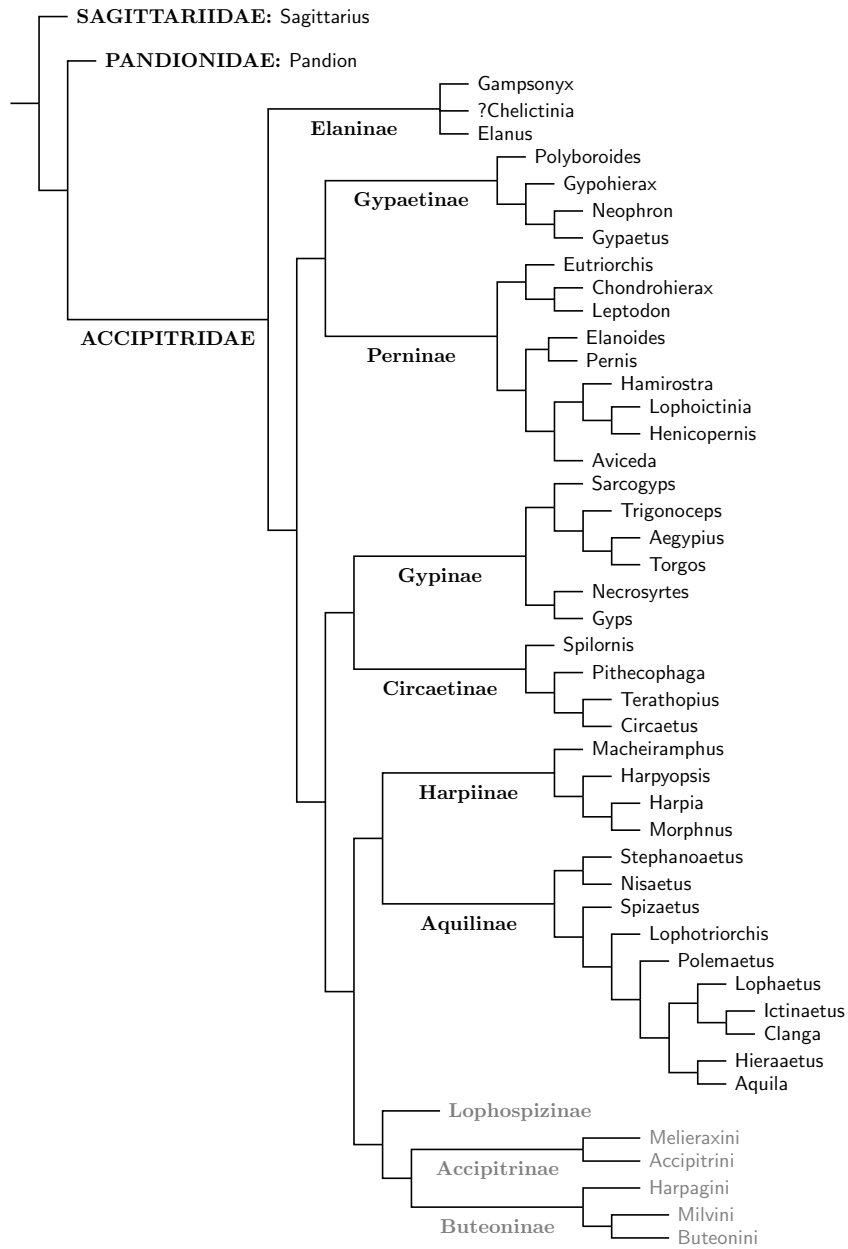 SAGITTARIIDAE: Sagittarius
PANDIONIDAE: Pandion
Gampsonyx
?Chelictinia
Elaninae
Elanus
Polyboroides
Gypohierax
Gypaetinae
Neophron
Gypaetus
Eutriorchis
Chondrohierax
Leptodon
ACCIPITRIDAE
Elanoides
Perninae
Pernis
Hamirostra
Lophoictinia
Henicopernis
Aviceda
Sarcogyps
Trigonoceps
Aegypius
Torgos
Gypinae
Necrosyrtes
Gyps
Spilornis
Pithecophaga
Circaetinae
Terathopius
Circaetus
Macheiramphus
Harpyopsis
Harpiinae
Harpia
Morphnus
Stephanoaetus
Nisaetus
Spizaetus
Aquilinae
Lophotriorchis
Polemaetus
Lophaetus
Ictinaetus
Clanga
Hieraaetus
Aquila
Lophospizinae
Melieraxini
Accipitrinae
Accipitrini
Harpagini
Milvini
Buteoninae
Buteonini